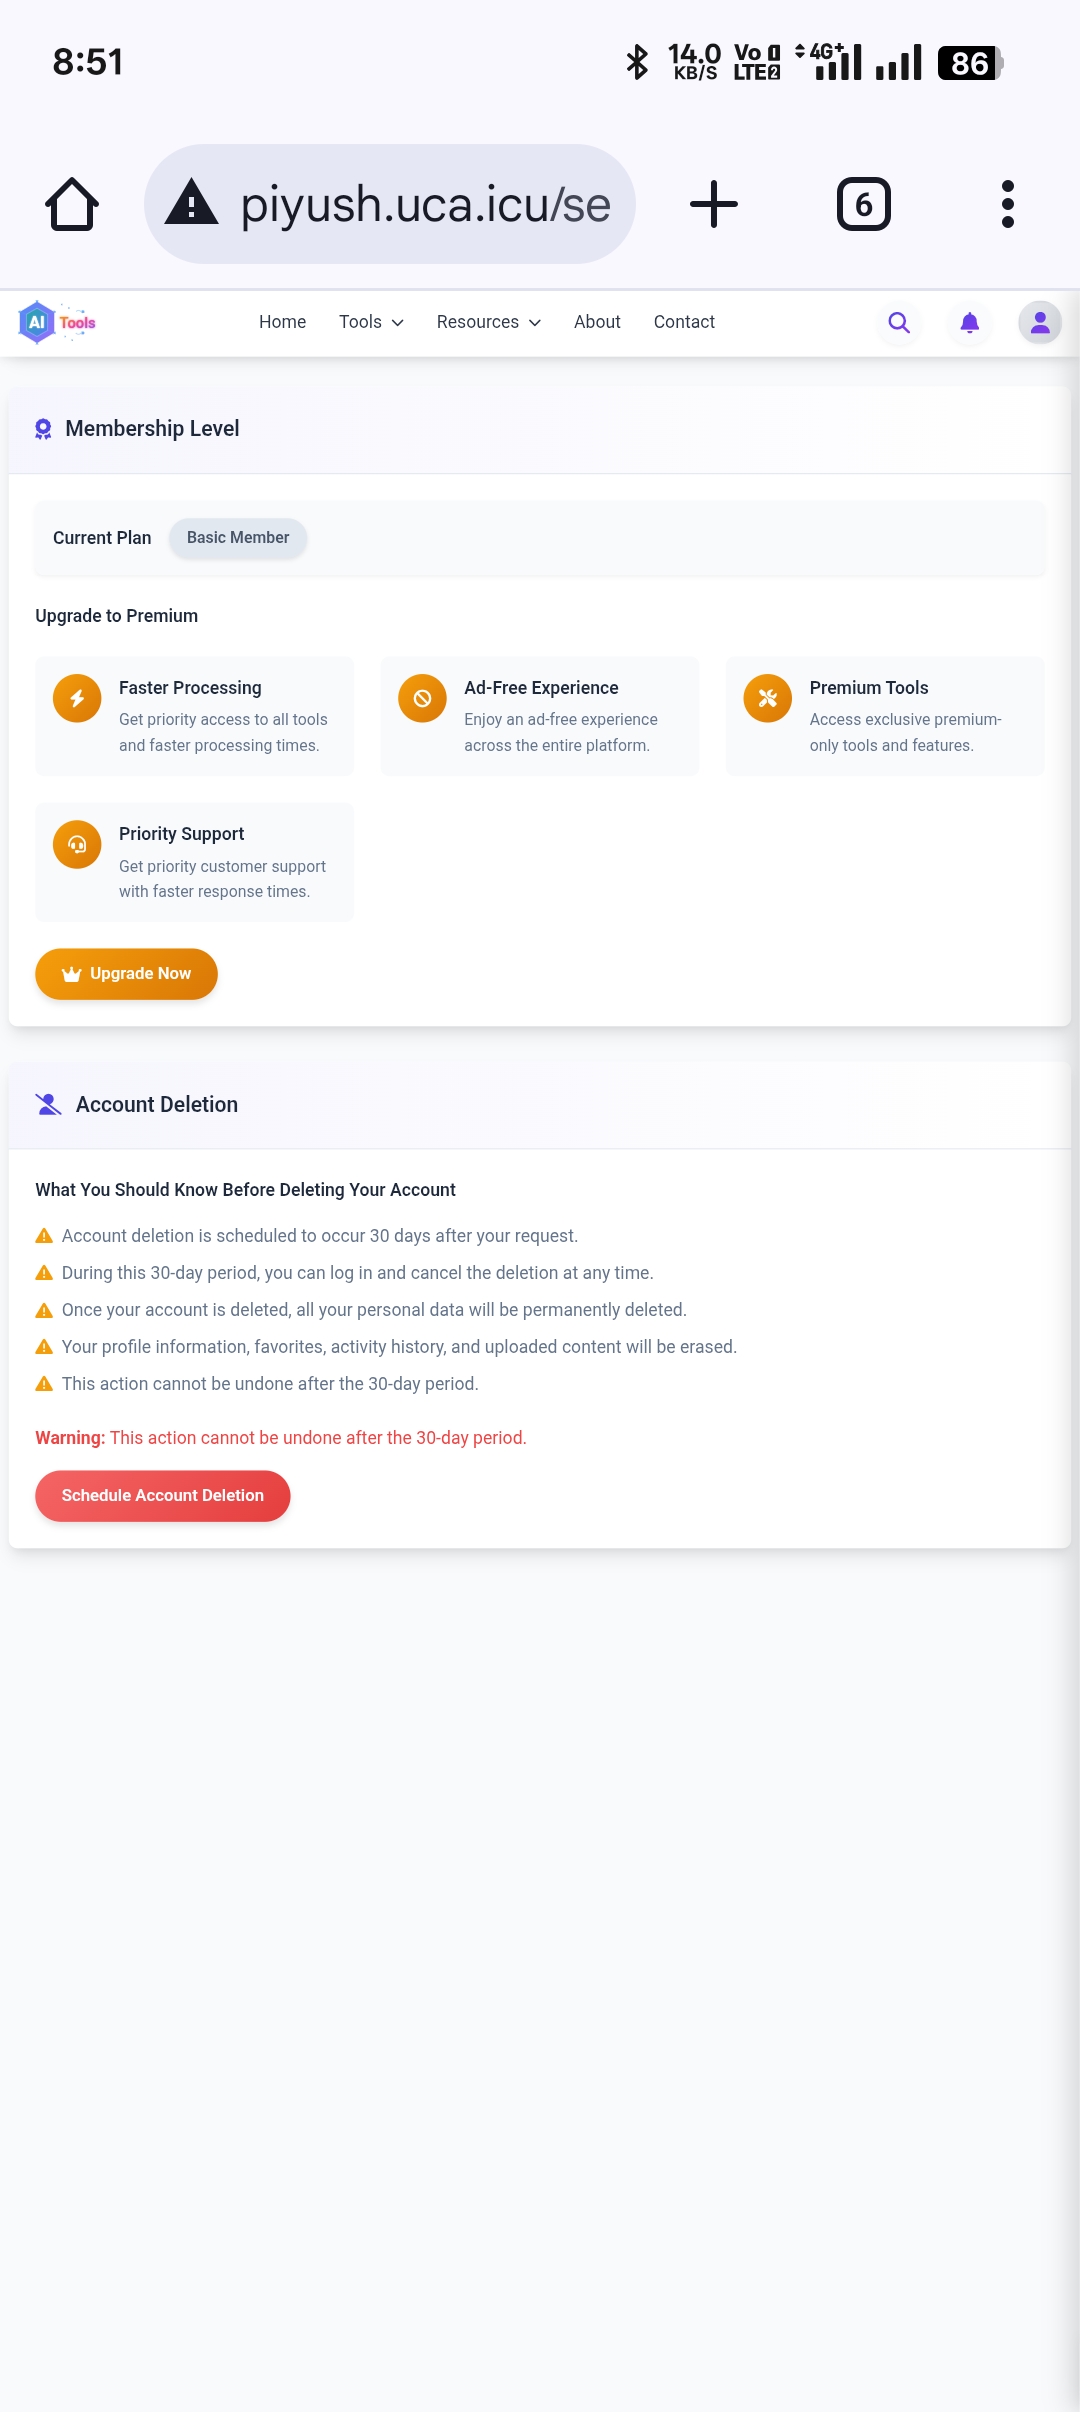 8:51
14.0 KB/S
Vo 1 LTE 2
4G+
86
piyush.uca.icu/se
6
AI Tools
Home Tools Resources About Contact
Membership Level
Current Plan Basic Member
Upgrade to Premium
Faster Processing
Get priority access to all tools
and faster processing times.
Ad-Free Experience
Enjoy an ad-free experience
across the entire platform.
Premium Tools
Access exclusive premium-
only tools and features.
Priority Support
Get priority customer support
with faster response times.
Upgrade Now
Account Deletion
What You Should Know Before Deleting Your Account
Account deletion is scheduled to occur 30 days after your request.
During this 30-day period, you can log in and cancel the deletion at any time.
Once your account is deleted, all your personal data will be permanently deleted.
Your profile information, favorites, activity history, and uploaded content will be erased.
This action cannot be undone after the 30-day period.
Warning: This action cannot be undone after the 30-day period.
Schedule Account Deletion